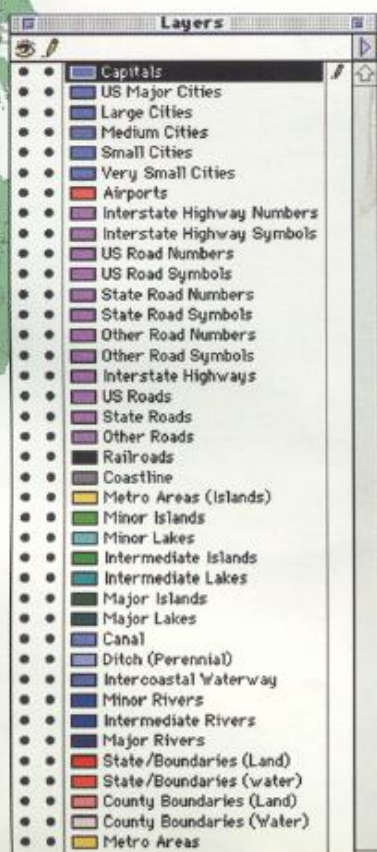 Layers
Capitals
US Major Cities
Large Cities
Medium Cities
Small Cities
Very Small Cities
Airports
Interstate Highway Numbers
Interstate Highway Symbols
US Road Numbers
US Road Symbols
State Road Numbers
State Road Symbols
Other Road Numbers
Other Road Symbols
Interstate Highways
US Roads
State Roads
Other Roads
Railroads
Coastline
Metro Areas (Islands)
Minor Islands
Minor Lakes
Intermediate Islands
Intermediate Lakes
Major Islands
Major Lakes
Canal
Ditch (Perennial)
Intercoastal Waterway
Minor Rivers
Intermediate Rivers
Major Rivers
State/Boundaries (Land)
State/Boundaries (water)
County Boundaries (Land)
County Boundaries (Water)
Metro Areas